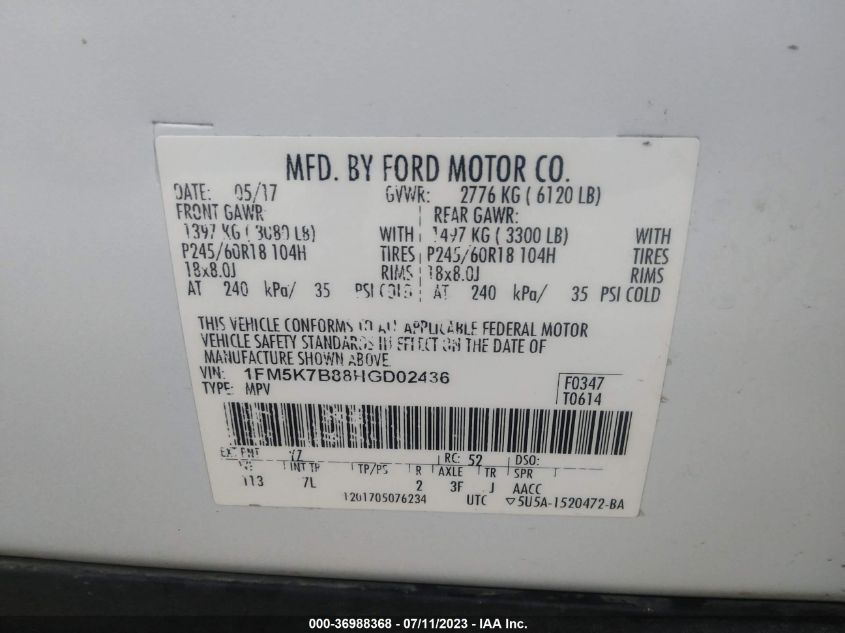 MFD. BY FORD MOTOR CO.
DATE: 05/17 GVWR: 2776 KG ( 6120 LB)
FRONT GAWR: REAR GAWR:
1397 KG ( 3080 LB) WITH 1497 KG ( 3300 LB) WITH
P245/60R18 104H TIRES P245/60R18 104H TIRES
18x8.0J RIMS 18x8.0J RIMS
AT 240 kPa/ 35 PSI COLD AT 240 kPa/ 35 PSI COLD
THIS VEHICLE CONFORMS TO ALL APPLICABLE FEDERAL MOTOR
VEHICLE SAFETY STANDARDS IN EFFECT ON THE DATE OF
MANUFACTURE SHOWN ABOVE.
VIN: 1FM5K7B88HGD02436
TYPE: MPV
F0347
T0614
EXT PNT YZ RC: 52 DSO:
WB INT TR TP/PS R AXLE TR SPR
113 7L 2 3F J AACC
1201705076234 UTC ▽5U5A-1520472-BA
000-36988368 - 07/11/2023 - IAA Inc.